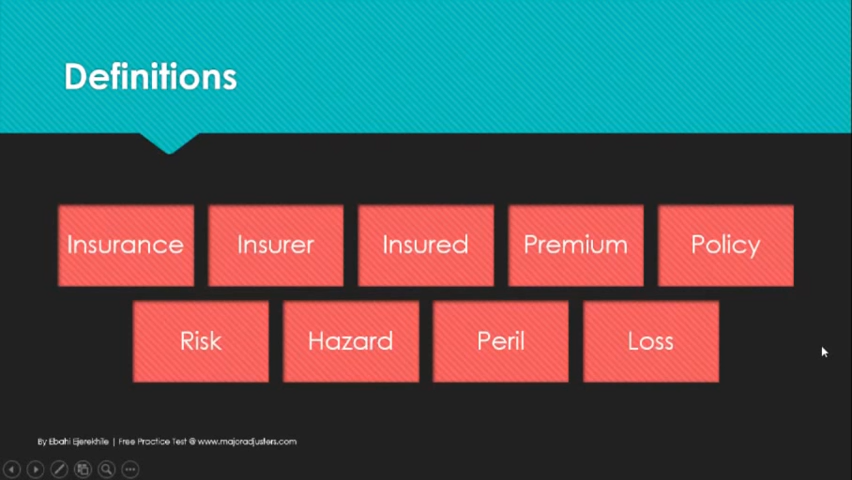 Definitions
Insurance Insurer Insured Premium Policy
Risk Hazard Peril Loss
By Ebahi Ejerekhile | Free Practice Test @ www.majoradjusters.com